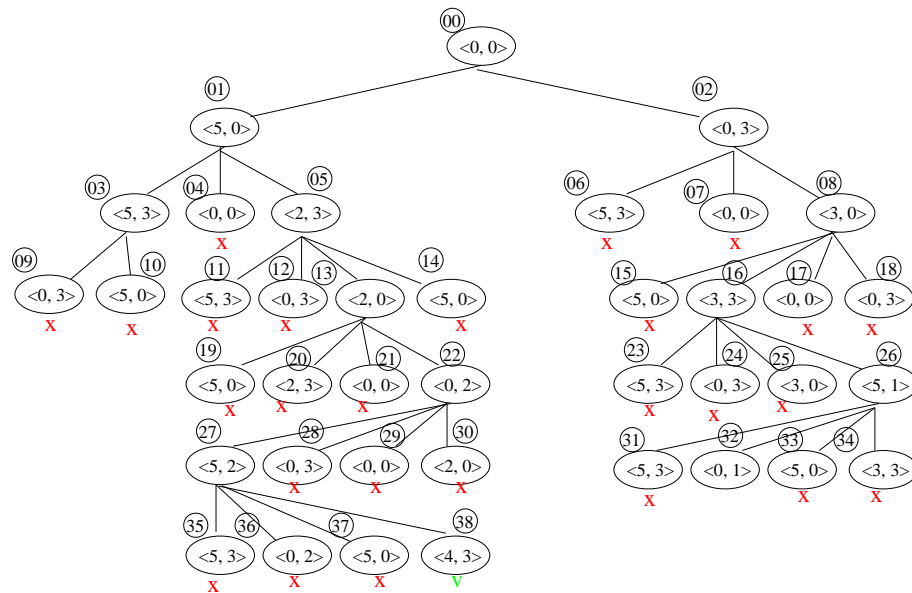 00
<0, 0>
01 02
<5, 0> <0, 3>
03 04 05 06 07 08
<5, 3> <0, 0> <2, 3> <5, 3> <0, 0> <3, 0>
X X X
09 10 11 12 13 14 15 16 17 18
<0, 3> <5, 0> <5, 3> <0, 3> <2, 0> <5, 0> <5, 0> <3, 3> <0, 0> <0, 3>
X X X X X X X X
19 20 21 22 23 24 25 26
<5, 0> <2, 3> <0, 0> <0, 2> <5, 3> <0, 3> <3, 0> <5, 1>
X X X X X X
27 28 29 30 31 32 33 34
<5, 2> <0, 3> <0, 0> <2, 0> <5, 3> <0, 1> <5, 0> <3, 3>
X X X X X X
35 36 37 38
<5, 3> <0, 2> <5, 0> <4, 3>
X X X V